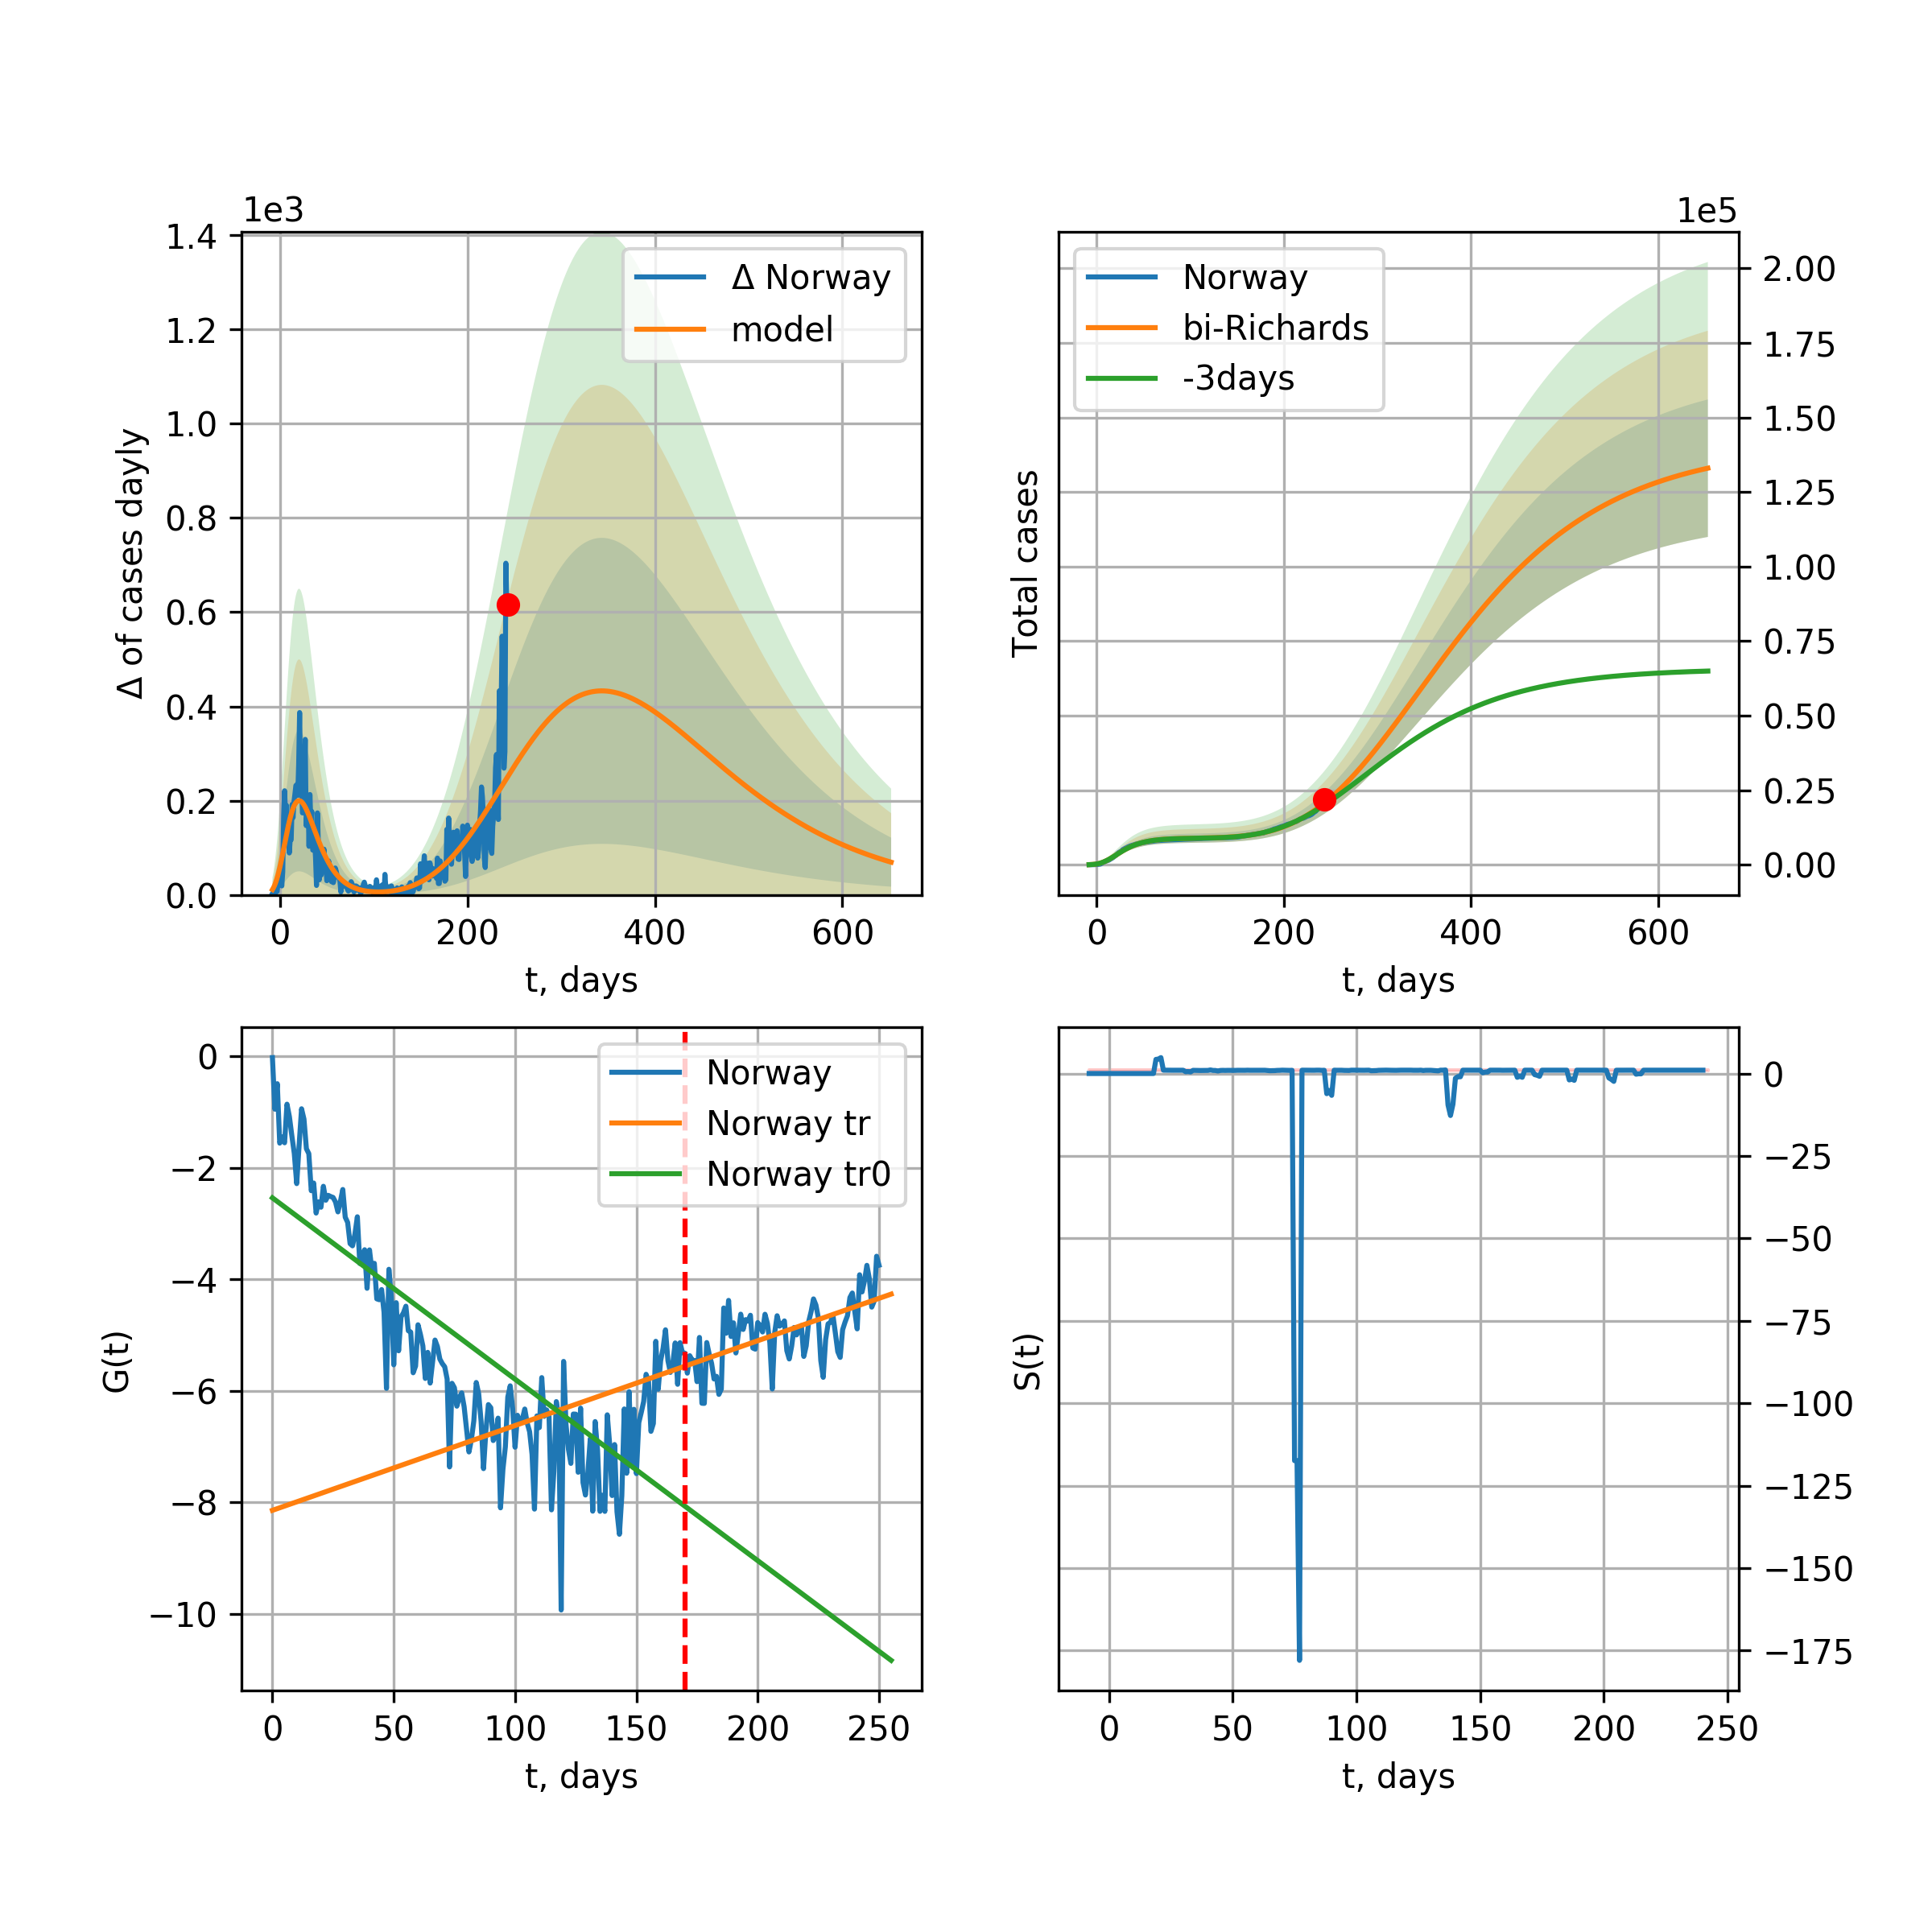 1e3
1.4
1.2
1.0
0.8
0.6
0.4
0.2
0.0
Δ of cases dayly
Δ Norway
model
0 200 400 600
t, days
1e5
2.00
1.75
1.50
1.25
1.00
0.75
0.50
0.25
0.00
Total cases
Norway
bi-Richards
-3days
0 200 400 600
t, days
0
−2
−4
−6
−8
−10
G(t)
Norway
Norway tr
Norway tr0
0 50 100 150 200 250
t, days
0
−25
−50
−75
−100
−125
−150
−175
S(t)
0 50 100 150 200 250
t, days